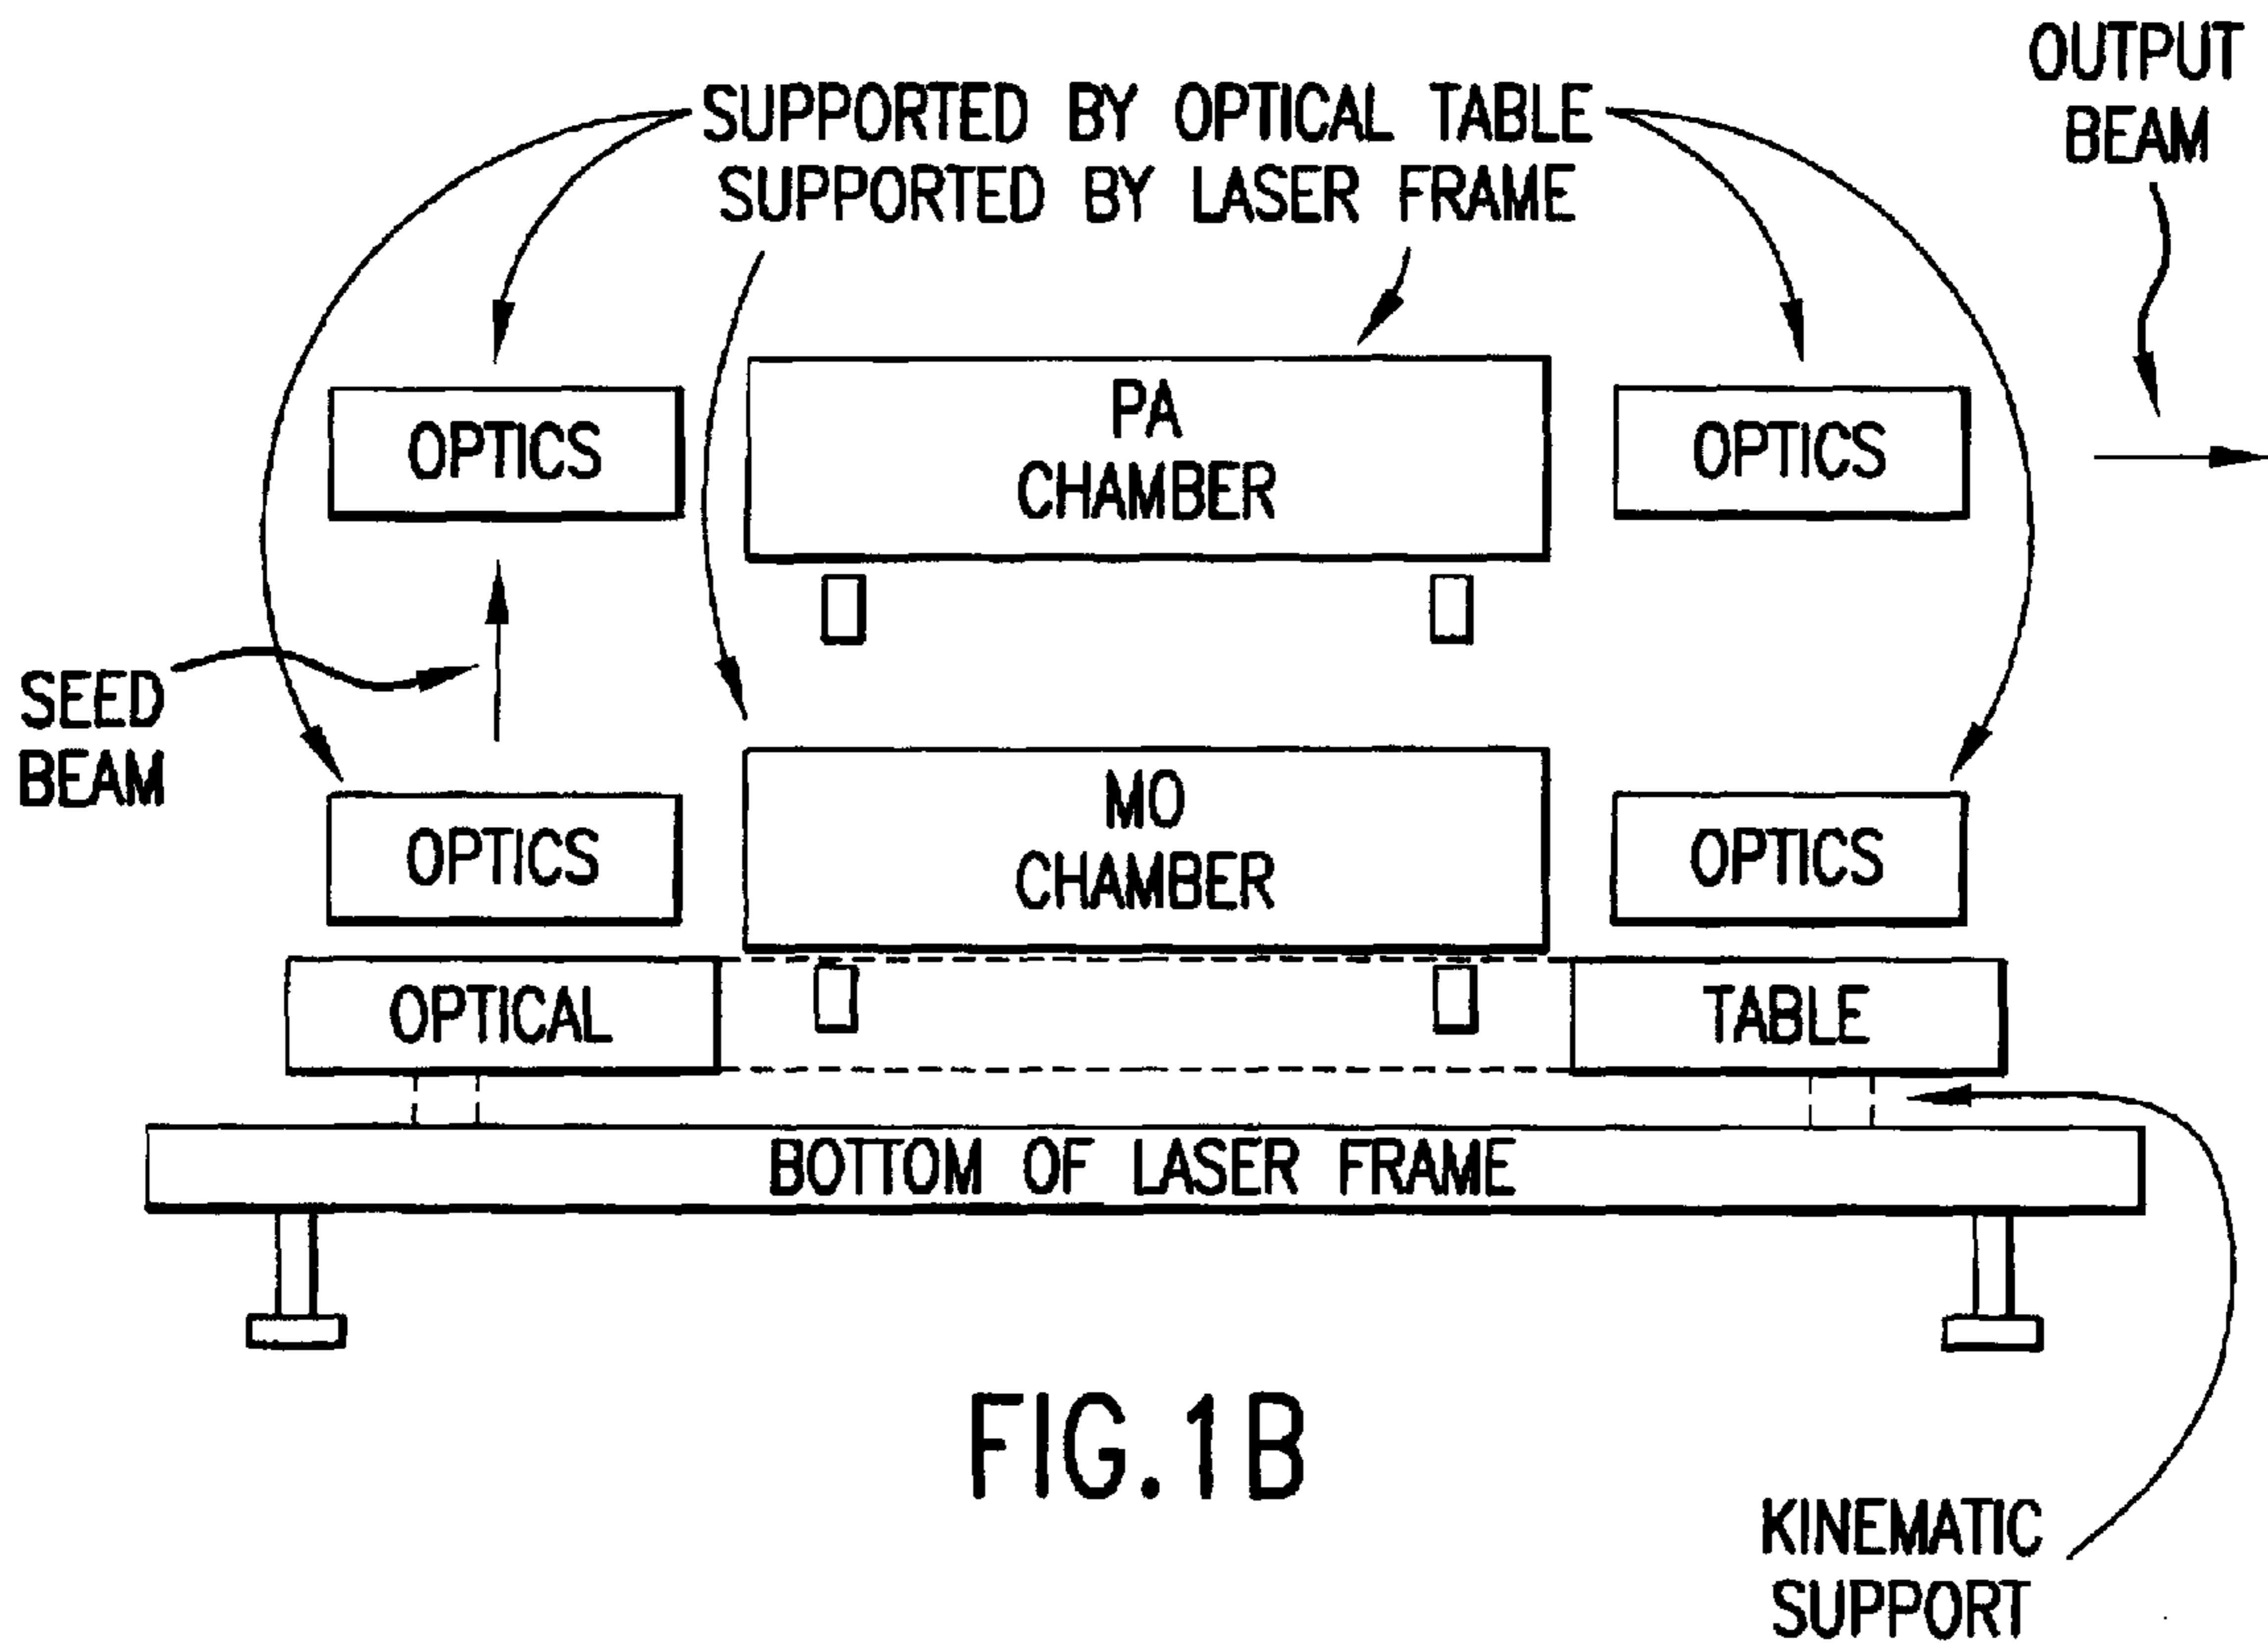 OUTPUT
BEAM
SUPPORTED BY OPTICAL TABLE
SUPPORTED BY LASER FRAME
OPTICS
PA
CHAMBER
OPTICS
SEED
BEAM
OPTICS
MO
CHAMBER
OPTICS
OPTICAL
TABLE
BOTTOM OF LASER FRAME
FIG.1B
KINEMATIC
SUPPORT